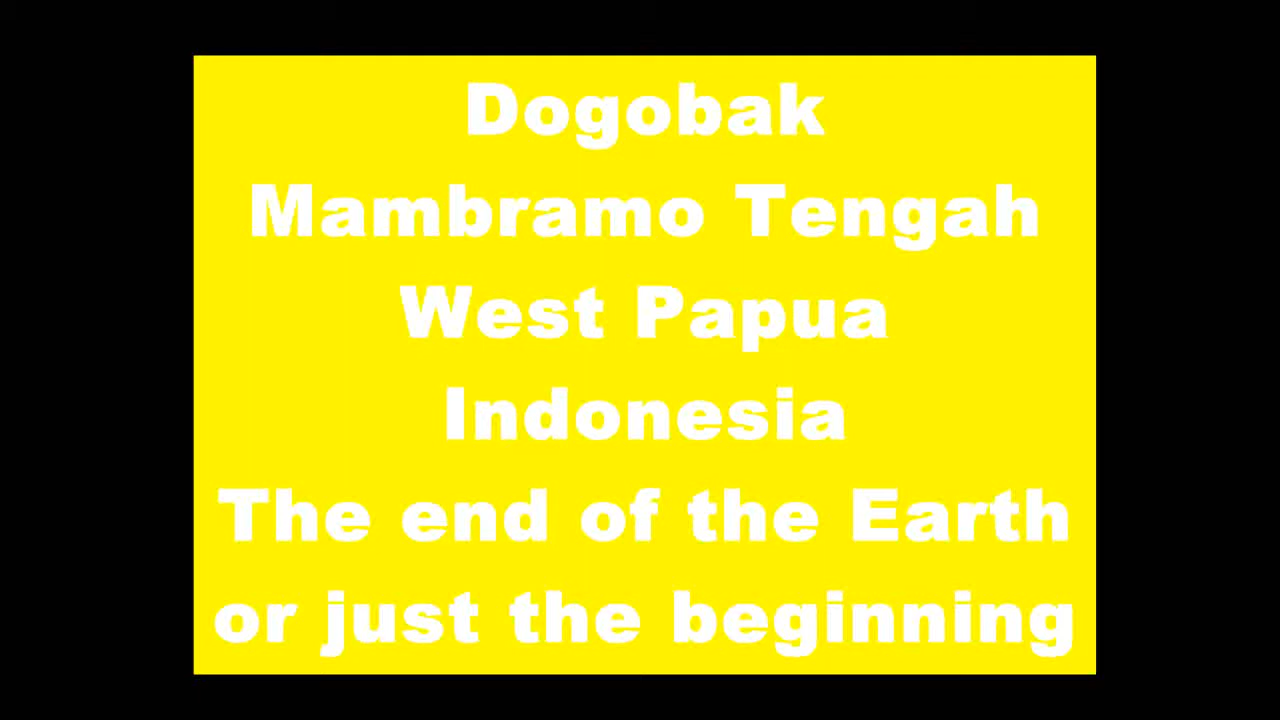 Dogobak
Mambramo Tengah
West Papua
Indonesia
The end of the Earth
or just the beginning